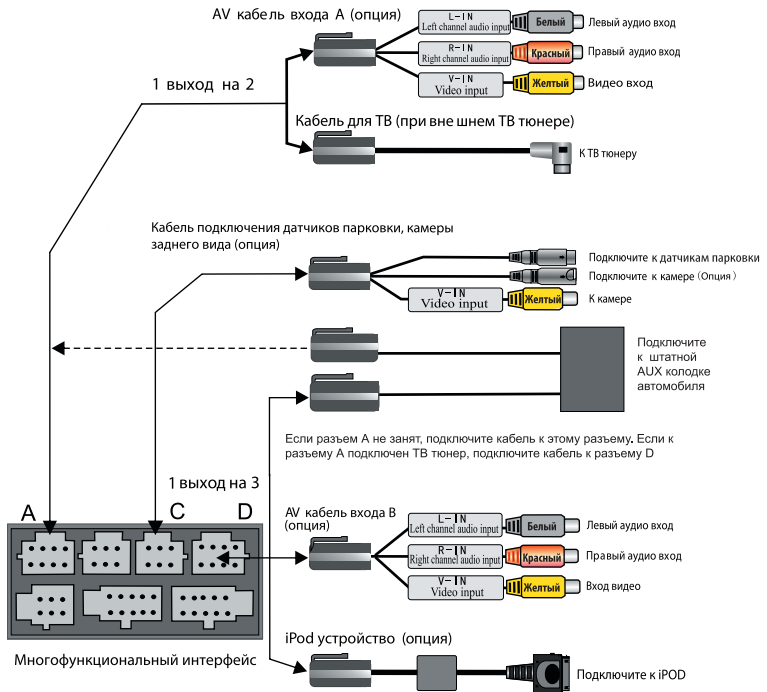 AV кабель входа A (опция)
L-IN
Left channel audio input
Белый
Левый аудио вход
R-IN
Right channel audio input
Красный
Правый аудио вход
V-IN
Video input
Желтый
Видео вход
1 выход на 2
Кабель для ТВ (при вне шнем ТВ тюнере)
К ТВ тюнеру
Кабель подключения датчиков парковки, камеры
заднего вида (опция)
Подключите к датчикам парковки
Подключите к камере (Опция)
V-IN
Video input
Желтый
К камере
Подключите
к штатной
AUX колодке
автомобиля
Если разъем А не занят, подключите кабель к этому разъему. Если к
разъему А подключен ТВ тюнер, подключите кабель к разъему D
1 выход на 3
A
C
D
AV кабель входа B
(опция)
L-IN
Left channel audio input
Белый
Левый аудио вход
R-IN
Right channel audio input
Красный
Правый аудио вход
V-IN
Video input
Желтый
Вход видео
iPod устройство (опция)
Многофункциональный интерфейс
Подключите к iPOD